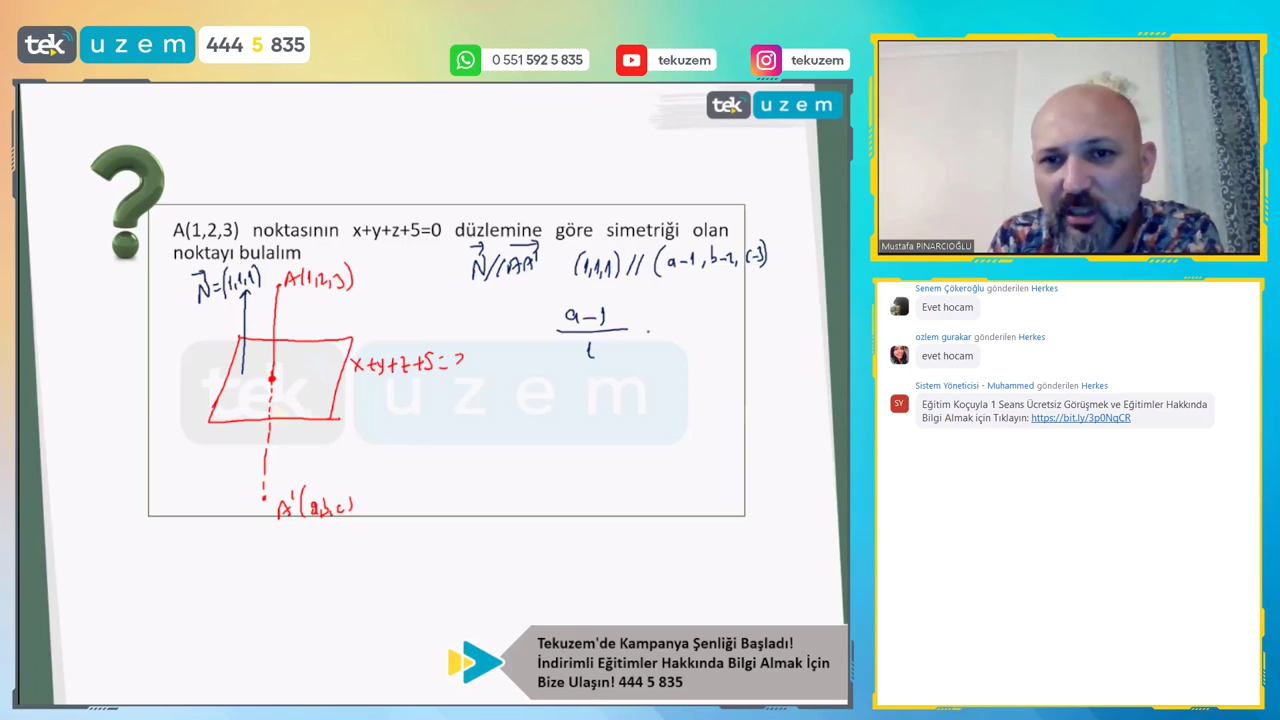 tek uzem 444 5 835
0 551 592 5 835
tekuzem
tekuzem
tek uzem
A(1,2,3) noktasının x+y+z+5=0 düzlemine göre simetriği olan
noktayı bulalım
N // AA' (1,1,1) // (a-1, b-2, c-3)
N=(1,1,1) A(1,2,3)
a-1
1
x+y+z+5=
tek uzem
A'(a,b,c)
Tekuzem'de Kampanya Şenliği Başladı!
İndirimli Eğitimler Hakkında Bilgi Almak İçin
Bize Ulaşın! 444 5 835
Mustafa PINARCIOĞLU
Senem Çökeroğlu gönderilen Herkes
Evet hocam
ozlem gurakar gönderilen Herkes
evet hocam
Sistem Yöneticisi - Muhammed gönderilen Herkes
SY
Eğitim Koçuyla 1 Seans Ücretsiz Görüşmek ve Eğitimler Hakkında
Bilgi Almak için Tıklayın: https://bit.ly/3p0NqCR